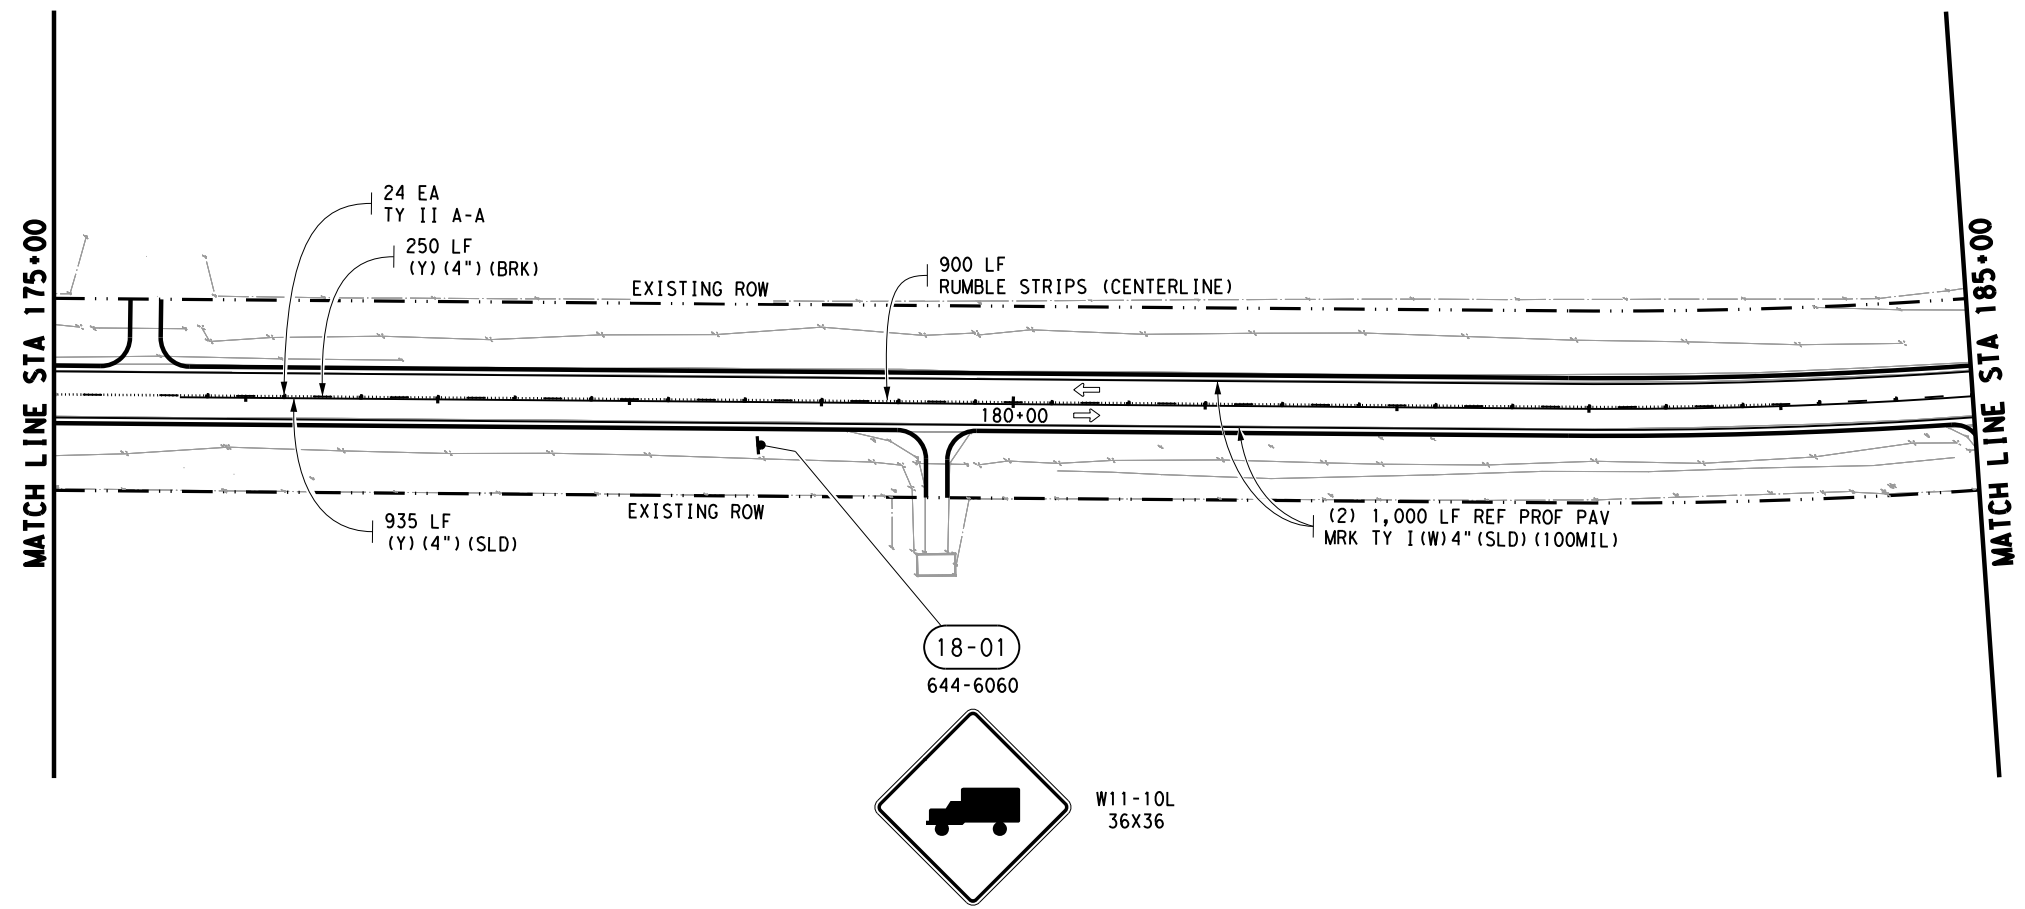 MATCH LINE STA 175+00
24 EA
TY II A-A
250 LF
(Y)(4")(BRK)
EXISTING ROW
900 LF
RUMBLE STRIPS (CENTERLINE)
180+00
935 LF
(Y)(4")(SLD)
EXISTING ROW
(2) 1,000 LF REF PROF PAV
MRK TY I(W)4"(SLD)(100MIL)
MATCH LINE STA 185+00
18-01
644-6060
W11-10L
36X36